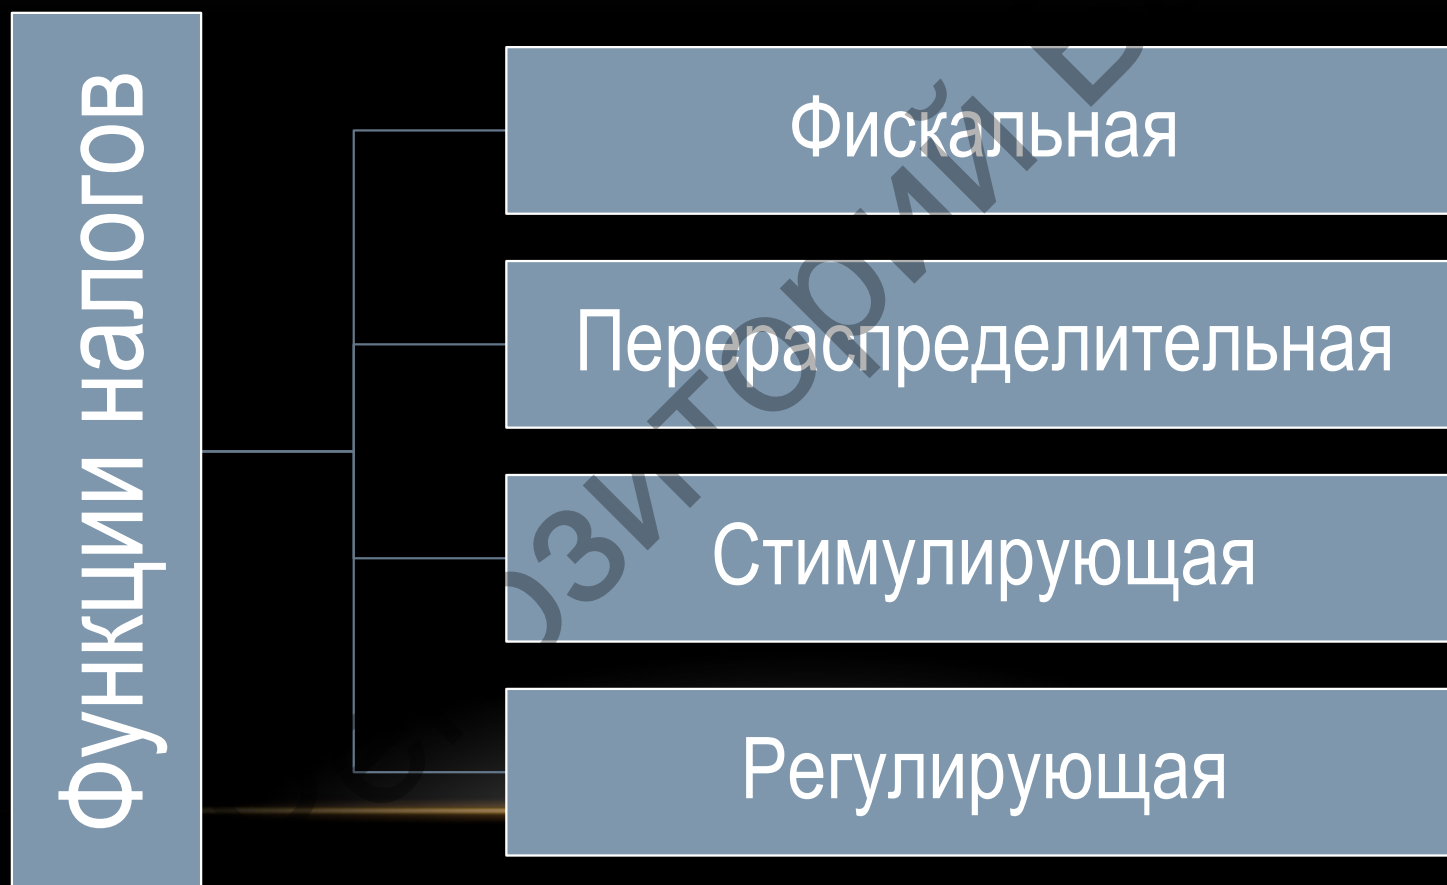 Функции налогов
Фискальная
Перераспределительная
Стимулирующая
Регулирующая